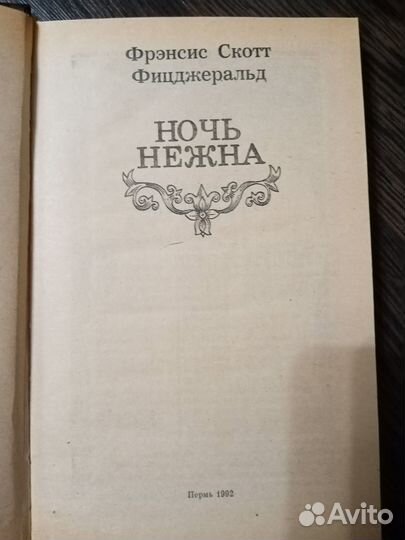 Фрэнсис Скотт
Фицджеральд
НОЧЬ
НЕЖНА
Пермь 1992
Avito